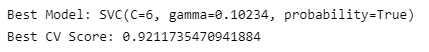 Best Model: SVC(C=6, gamma=0.10234, probability=True)
Best CV Score: 0.9211735470941884